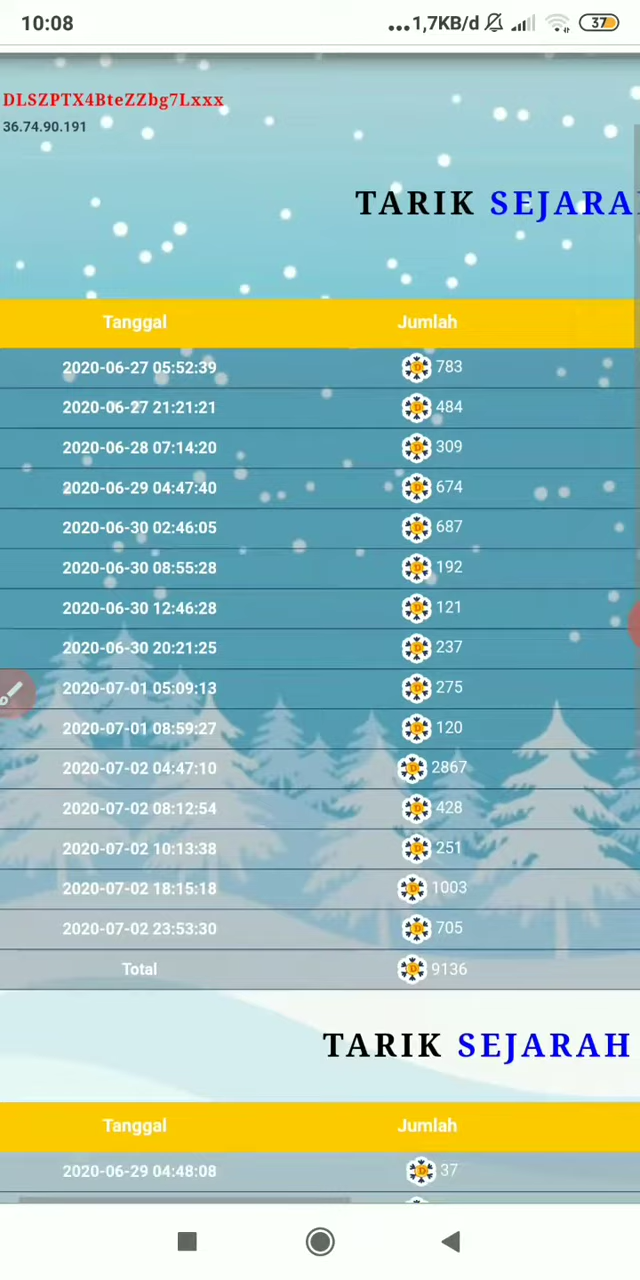 10:08 ...1,7KB/d 37
DLSZPTX4BteZZbg7Lxxx
36.74.90.191
TARIK SEJARA
Tanggal Jumlah
2020-06-27 05:52:39 783
2020-06-27 21:21:21 484
2020-06-28 07:14:20 309
2020-06-29 04:47:40 674
2020-06-30 02:46:05 687
2020-06-30 08:55:28 192
2020-06-30 12:46:28 121
2020-06-30 20:21:25 237
2020-07-01 05:09:13 275
2020-07-01 08:59:27 120
2020-07-02 04:47:10 2867
2020-07-02 08:12:54 428
2020-07-02 10:13:38 251
2020-07-02 18:15:18 1003
2020-07-02 23:53:30 705
Total 9136
TARIK SEJARAH
Tanggal Jumlah
2020-06-29 04:48:08 37